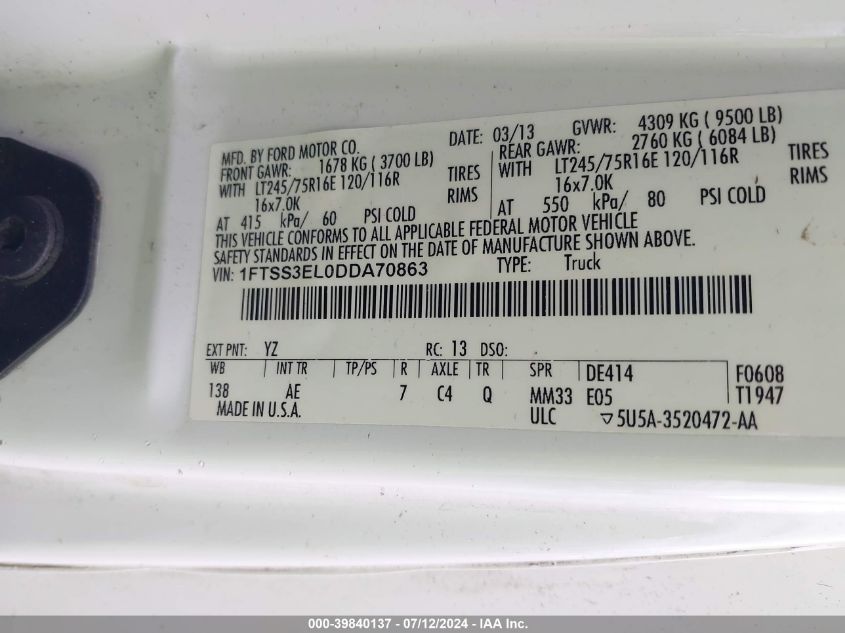 MFD. BY FORD MOTOR CO. DATE: 03/13 GVWR: 4309 KG ( 9500 LB)
FRONT GAWR: 1678 KG ( 3700 LB) REAR GAWR: 2760 KG ( 6084 LB)
WITH LT245/75R16E 120/116R TIRES WITH LT245/75R16E 120/116R TIRES
16x7.0K RIMS 16x7.0K RIMS
AT 415 kPa/ 60 PSI COLD AT 550 kPa/ 80 PSI COLD
THIS VEHICLE CONFORMS TO ALL APPLICABLE FEDERAL MOTOR VEHICLE
SAFETY STANDARDS IN EFFECT ON THE DATE OF MANUFACTURE SHOWN ABOVE.
VIN: 1FTSS3EL0DDA70863 TYPE: Truck
EXT PNT: YZ RC: 13 DSO:
WB INT TR TP/PS R AXLE TR SPR DE414 F0608
138 AE 7 C4 Q MM33 E05 T1947
MADE IN U.S.A. ULC ▽5U5A-3520472-AA
000-39840137 - 07/12/2024 - IAA Inc.